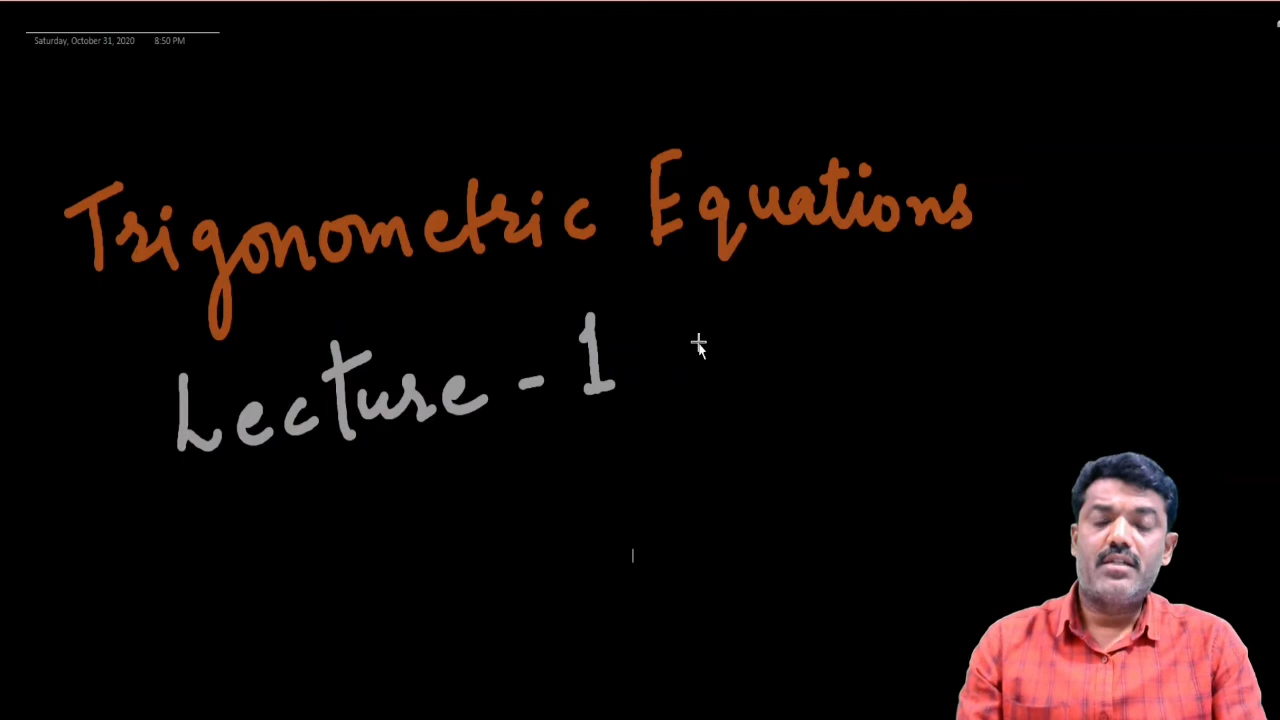 Saturday, October 31, 2020 8:50 PM
Trigonometric Equations
Lecture - 1